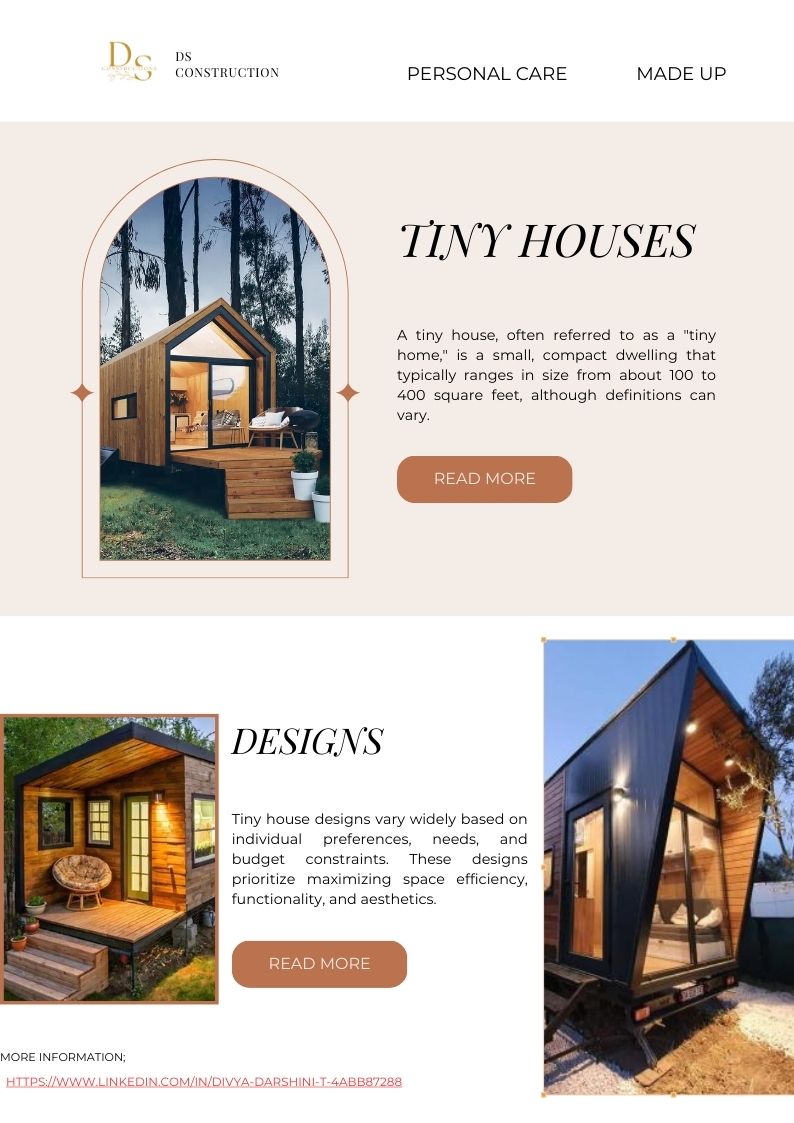 DS
CONSTRUCTION
PERSONAL CARE
MADE UP
TINY HOUSES
A tiny house, often referred to as a "tiny
home," is a small, compact dwelling that
typically ranges in size from about 100 to
400 square feet, although definitions can
vary.
READ MORE
DESIGNS
Tiny house designs vary widely based on
individual preferences, needs, and
budget constraints. These designs
prioritize maximizing space efficiency,
functionality, and aesthetics.
READ MORE
MORE INFORMATION;
HTTPS://WWW.LINKEDIN.COM/IN/DIVYA-DARSHINI-T-4ABB87288